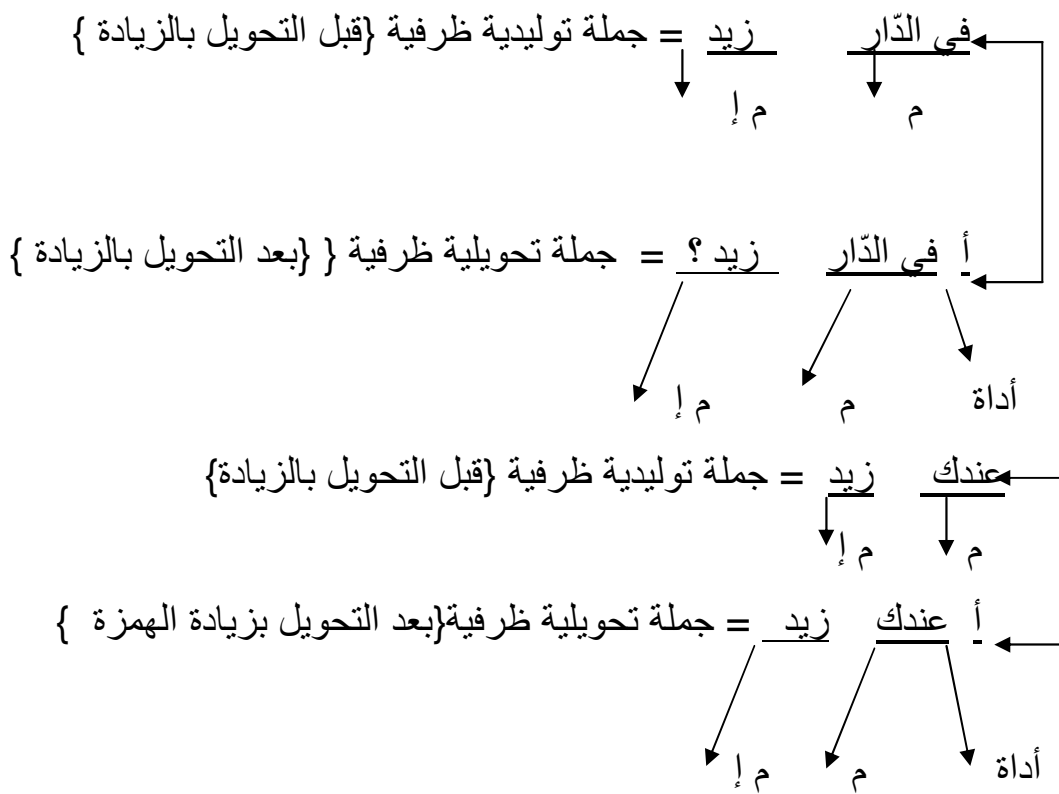 في الدّار زيد = جملة توليدية ظرفية {قبل التحويل بالزيادة }
م م إ
أ في الدّار زيد ؟ = جملة تحويلية ظرفية { {بعد التحويل بالزيادة }
أداة م م إ
عندك زيد = جملة توليدية ظرفية {قبل التحويل بالزيادة}
م م إ
أ عندك زيد = جملة تحويلية ظرفية{بعد التحويل بزيادة الهمزة }
أداة م م إ